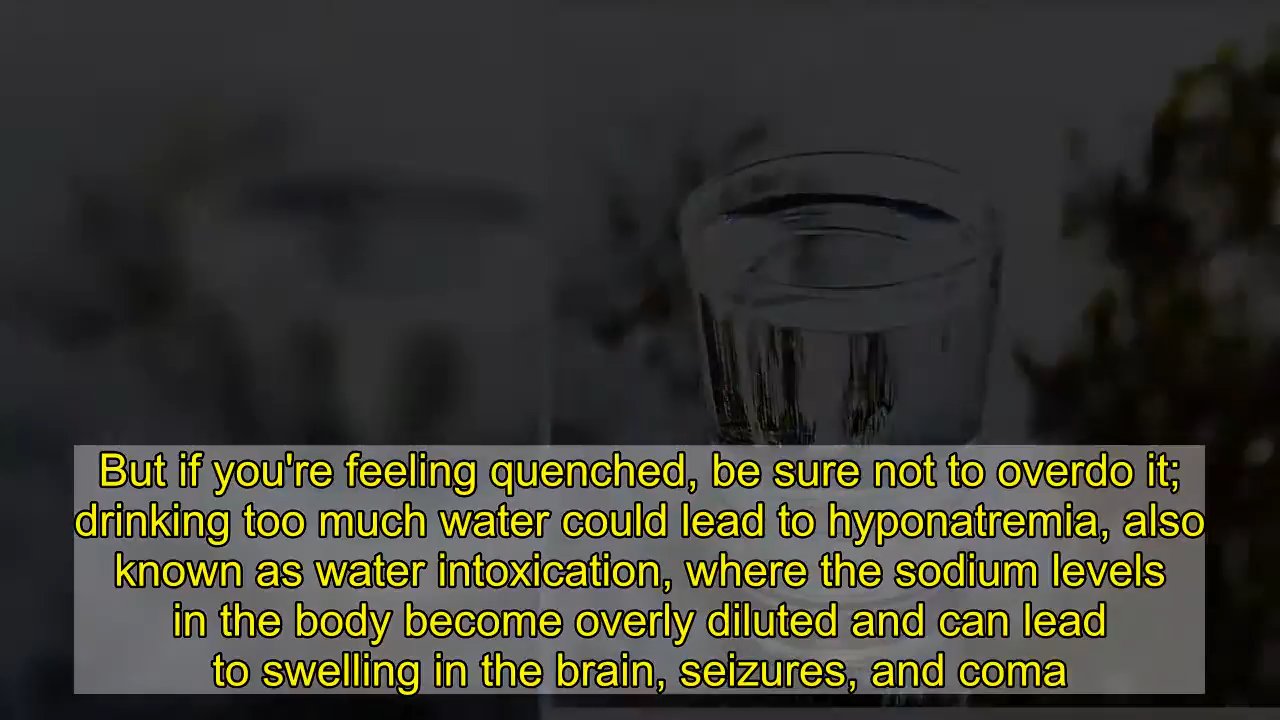 But if you're feeling quenched, be sure not to overdo it;
drinking too much water could lead to hyponatremia, also
known as water intoxication, where the sodium levels
in the body become overly diluted and can lead
to swelling in the brain, seizures, and coma